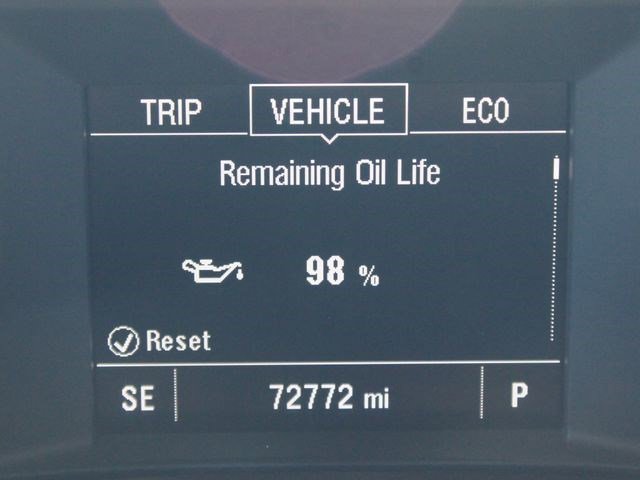 TRIP VEHICLE ECO
Remaining Oil Life
98 %
Reset
SE 72772 mi P